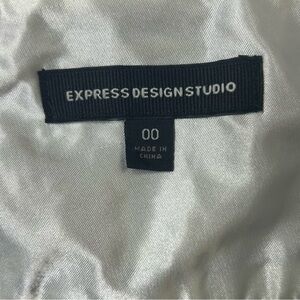 EXPRESS DESIGN STUDIO
00
MADE IN
CHINA